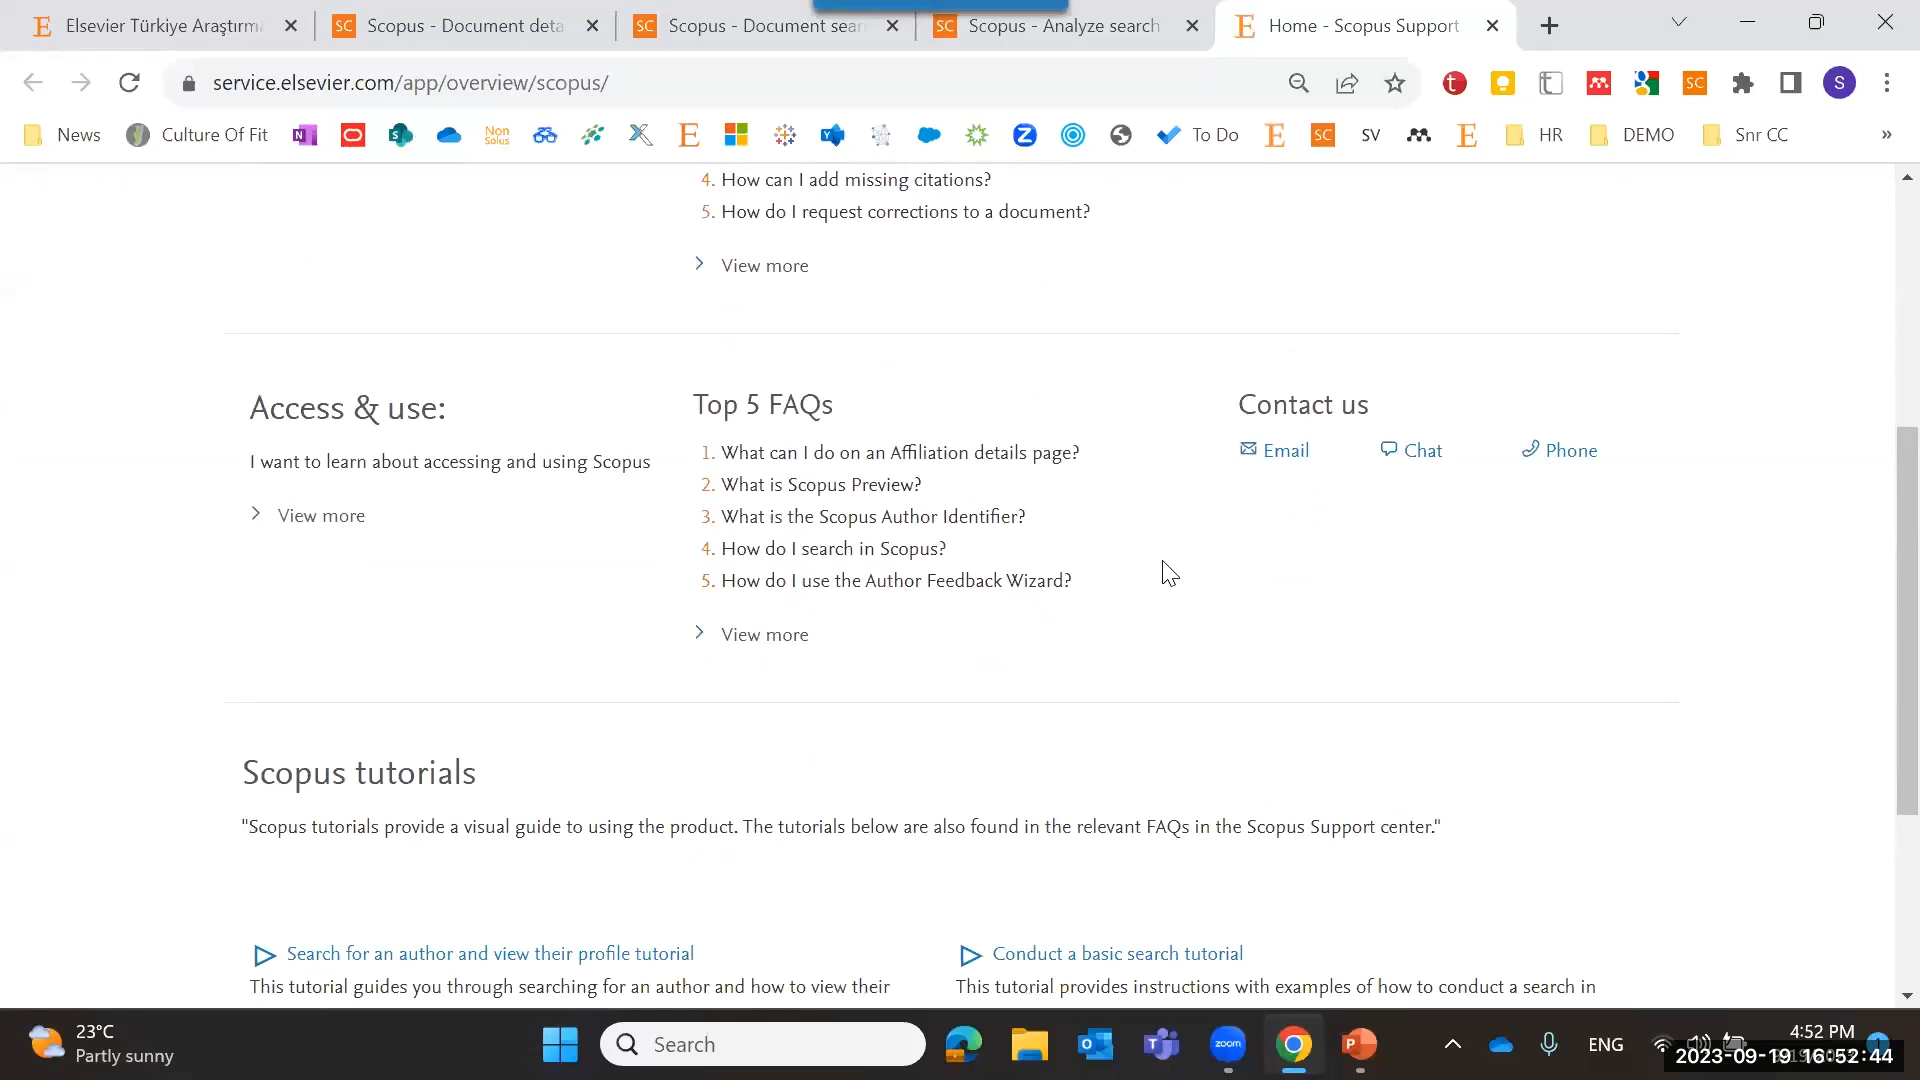 Elsevier Türkiye Araştırma
SC Scopus - Document deta
SC Scopus - Document sear
SC Scopus - Analyze search
Home - Scopus Support
service.elsevier.com/app/overview/scopus/
SC
S
News
Culture Of Fit
Non Solus
To Do
SC
SV
HR
DEMO
Snr CC
4. How can I add missing citations?
5. How do I request corrections to a document?
View more
Access & use:
I want to learn about accessing and using Scopus
View more
Top 5 FAQs
1. What can I do on an Affiliation details page?
2. What is Scopus Preview?
3. What is the Scopus Author Identifier?
4. How do I search in Scopus?
5. How do I use the Author Feedback Wizard?
View more
Contact us
Email
Chat
Phone
Scopus tutorials
"Scopus tutorials provide a visual guide to using the product. The tutorials below are also found in the relevant FAQs in the Scopus Support center."
Search for an author and view their profile tutorial
This tutorial guides you through searching for an author and how to view their
Conduct a basic search tutorial
This tutorial provides instructions with examples of how to conduct a search in
23°C
Partly sunny
Search
zoom
ENG
4:52 PM
2023-09-19 16:52:44